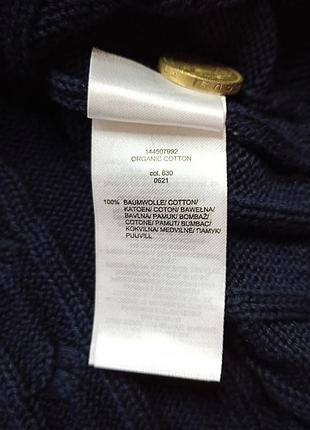 144507992
ORGANIC COTTON
col. 630
0621
100% BAUMWOLLE/ COTTON/
KATOEN/ COTON/ BAWEŁNA/
BAVLNA/ PAMUK/ BOMBAŽ/
COTONE/ PAMUT/ BUMBAC/
KOKVILNA/ MEDVILNĖ/ ПАМУК/
PUUVILL